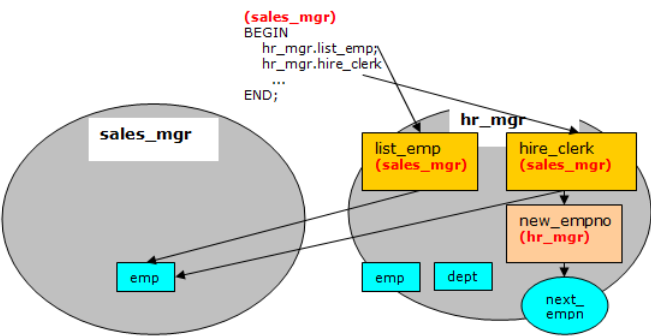 (sales_mgr)
BEGIN
hr_mgr.list_emp;
hr_mgr.hire_clerk
...
END;
sales_mgr
hr_mgr
list_emp
(sales_mgr)
hire_clerk
(sales_mgr)
new_empno
(hr_mgr)
emp
emp
dept
next_
empn